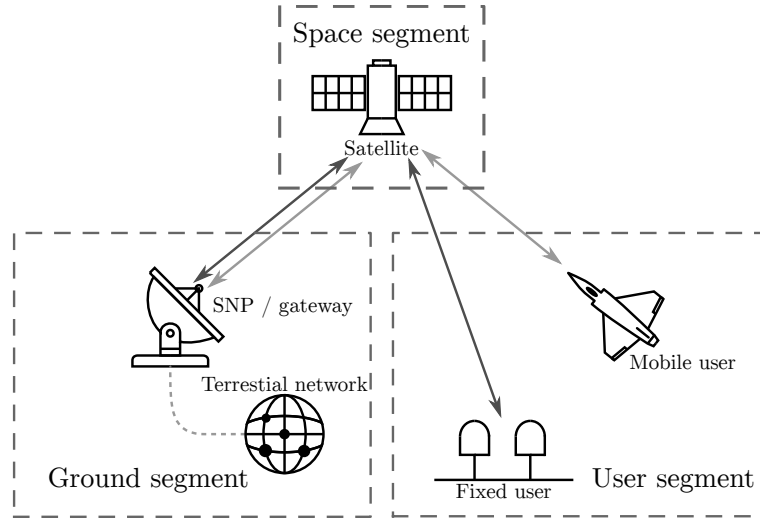 Space segment
Satellite
SNP / gateway
Mobile user
Terrestial network
Ground segment
User segment
Fixed user